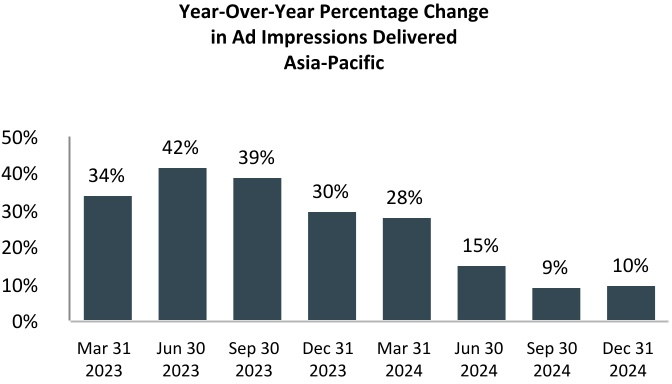 Year-Over-Year Percentage Change
in Ad Impressions Delivered
Asia-Pacific
50%
40%
30%
20%
10%
0%
34%
42%
39%
30%
28%
15%
9%
10%
Mar 31 Jun 30 Sep 30 Dec 31 Mar 31 Jun 30 Sep 30 Dec 31
2023 2023 2023 2023 2024 2024 2024 2024